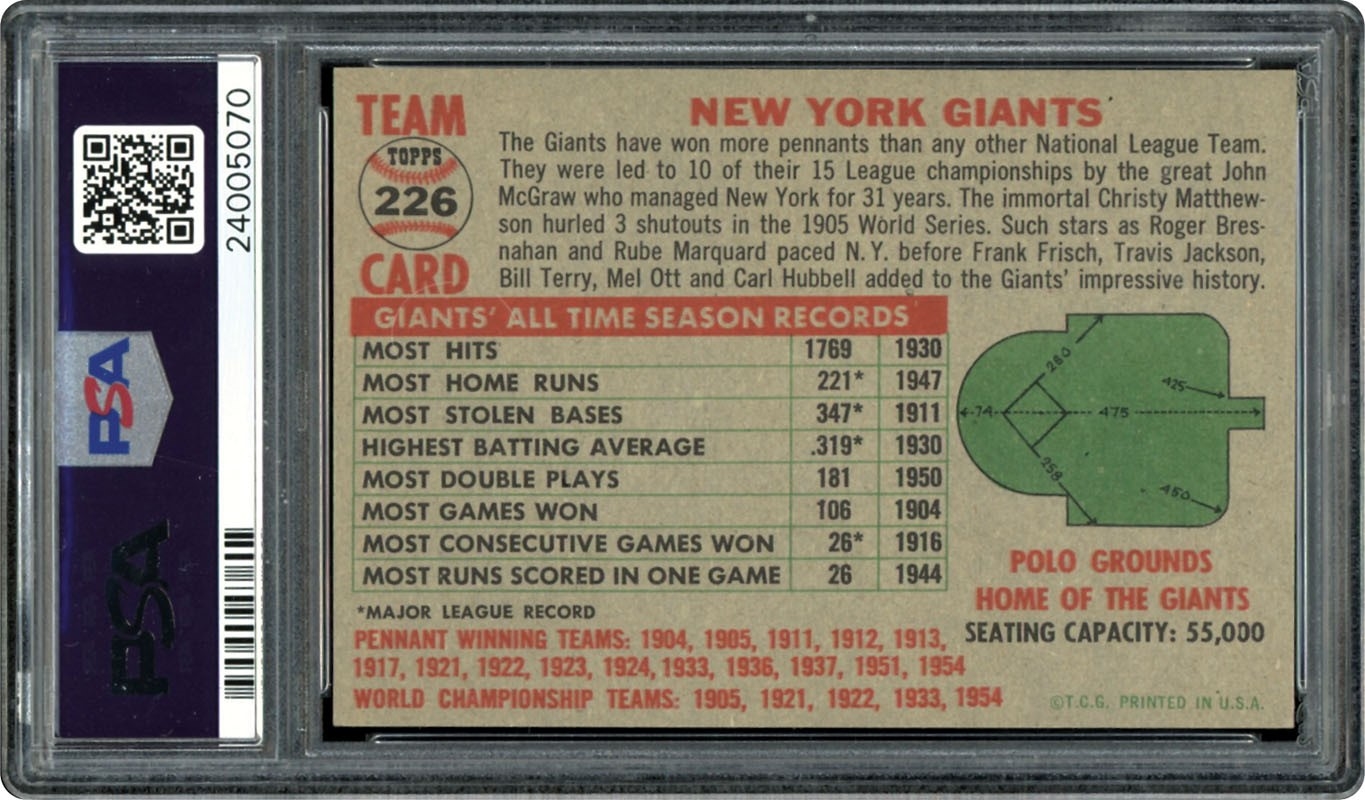 24005070
PSA
PSA
TEAM
TOPPS
226
CARD
NEW YORK GIANTS
The Giants have won more pennants than any other National League Team.
They were led to 10 of their 15 League championships by the great John
McGraw who managed New York for 31 years. The immortal Christy Matthew-
son hurled 3 shutouts in the 1905 World Series. Such stars as Roger Bres-
nahan and Rube Marquard paced N.Y. before Frank Frisch, Travis Jackson,
Bill Terry, Mel Ott and Carl Hubbell added to the Giants' impressive history.
GIANTS' ALL TIME SEASON RECORDS
MOST HITS 1769 1930
MOST HOME RUNS 221* 1947
MOST STOLEN BASES 347* 1911
HIGHEST BATTING AVERAGE .319* 1930
MOST DOUBLE PLAYS 181 1950
MOST GAMES WON 106 1904
MOST CONSECUTIVE GAMES WON 26* 1916
MOST RUNS SCORED IN ONE GAME 26 1944
*MAJOR LEAGUE RECORD
PENNANT WINNING TEAMS: 1904, 1905, 1911, 1912, 1913,
1917, 1921, 1922, 1923, 1924, 1933, 1936, 1937, 1951, 1954
WORLD CHAMPIONSHIP TEAMS: 1905, 1921, 1922, 1933, 1954
280
425
74
475
258
450
POLO GROUNDS
HOME OF THE GIANTS
SEATING CAPACITY: 55,000
©T.C.G. PRINTED IN U.S.A.